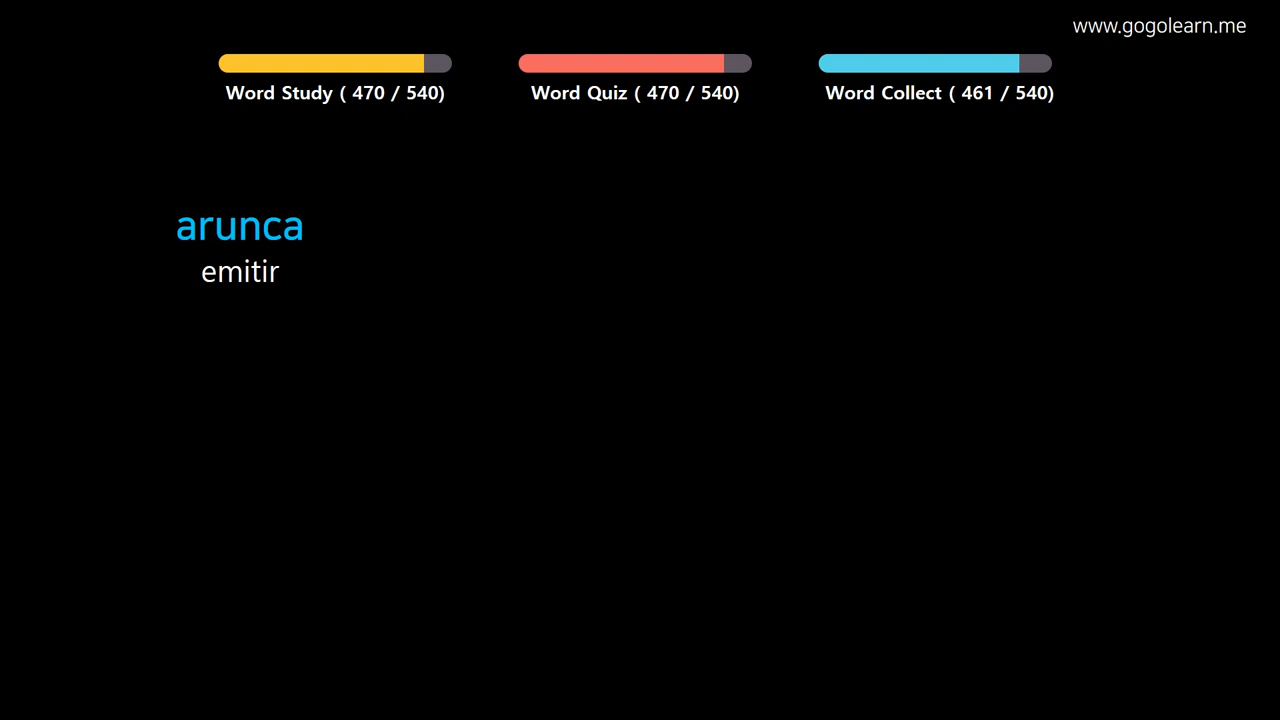 www.gogolearn.me
Word Study ( 470 / 540)
Word Quiz ( 470 / 540)
Word Collect ( 461 / 540)
arunca
emitir